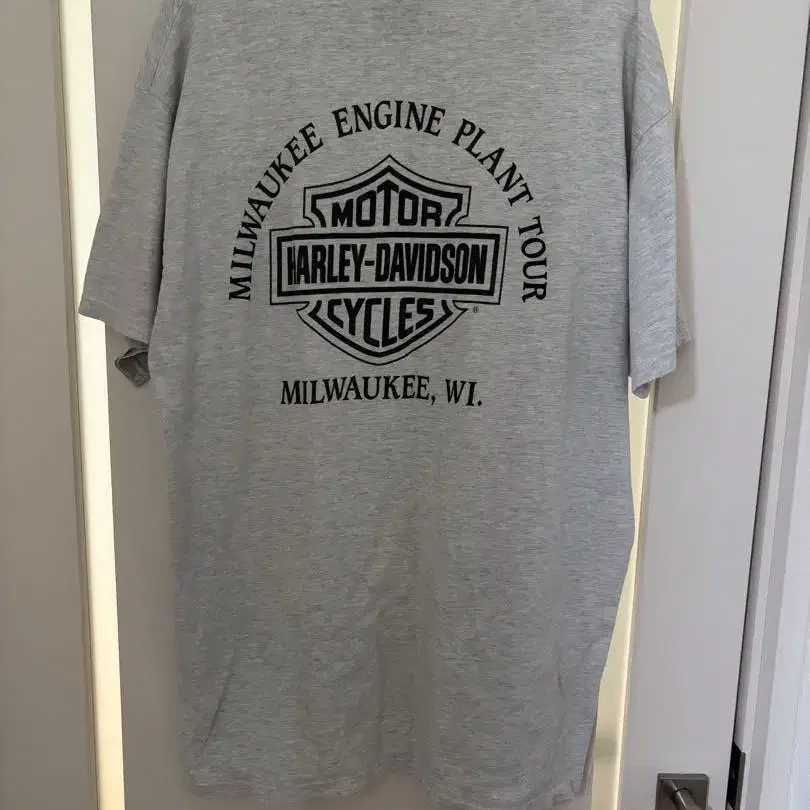 MILWAUKEE ENGINE PLANT TOUR
MOTOR
HARLEY-DAVIDSON
CYCLES
®
MILWAUKEE, WI.